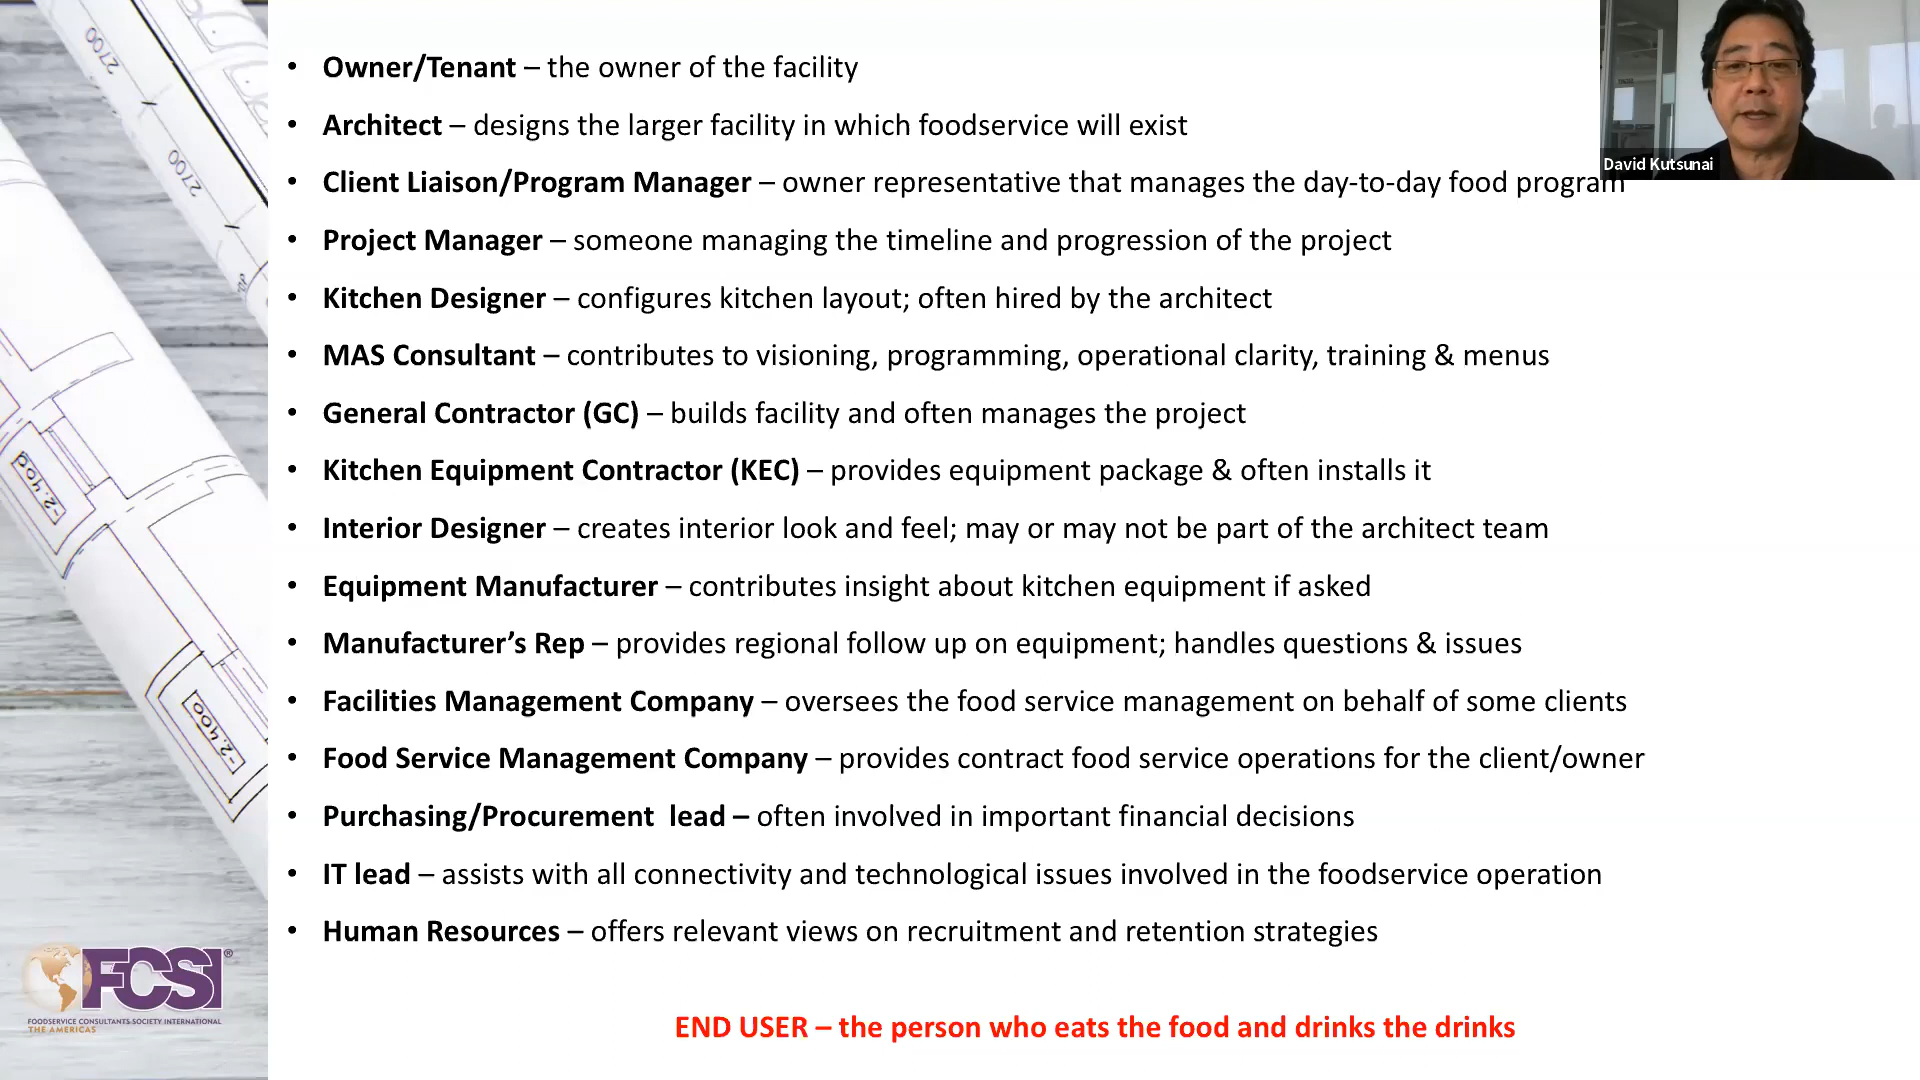 • Owner/Tenant – the owner of the facility
• Architect – designs the larger facility in which foodservice will exist
• Client Liaison/Program Manager – owner representative that manages the day-to-day food program
• Project Manager – someone managing the timeline and progression of the project
• Kitchen Designer – configures kitchen layout; often hired by the architect
• MAS Consultant – contributes to visioning, programming, operational clarity, training & menus
• General Contractor (GC) – builds facility and often manages the project
• Kitchen Equipment Contractor (KEC) – provides equipment package & often installs it
• Interior Designer – creates interior look and feel; may or may not be part of the architect team
• Equipment Manufacturer – contributes insight about kitchen equipment if asked
• Manufacturer’s Rep – provides regional follow up on equipment; handles questions & issues
• Facilities Management Company – oversees the food service management on behalf of some clients
• Food Service Management Company – provides contract food service operations for the client/owner
• Purchasing/Procurement  lead – often involved in important financial decisions
• IT lead – assists with all connectivity and technological issues involved in the foodservice operation
• Human Resources – offers relevant views on recruitment and retention strategies
END USER – the person who eats the food and drinks the drinks
David Kutsunai
2700
2700
-2.400
-2.400
FCSI®
FOODSERVICE CONSULTANTS SOCIETY INTERNATIONAL
THE AMERICAS